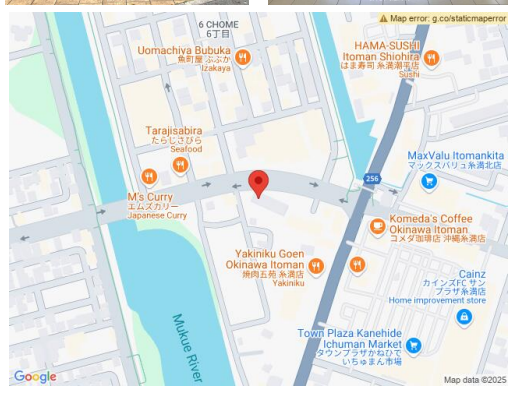 Map error: g.co/staticmaperror
6 CHOME
6丁目
Uomachiya Bubuka
魚町屋 ぶぶか
Izakaya
HAMA-SUSHI
Itoman Shiohira
はま寿司 糸満潮平店
Sushi
Tarajisabira
たらじさびら
Seafood
MaxValu Itomankita
マックスバリュ糸満北店
256
M's Curry
エムズカリー
Japanese Curry
Komeda's Coffee
Okinawa Itoman
コメダ珈琲店 沖縄糸満店
Yakiniku Goen
Okinawa Itoman
焼肉五苑 糸満店
Yakiniku
Cainz
カインズFC サン
プラザ糸満店
Home improvement store
Mukue River
Town Plaza Kanehide
Ichuman Market
タウンプラザかねひで
いちゅまん市場
Google
Map data ©2025